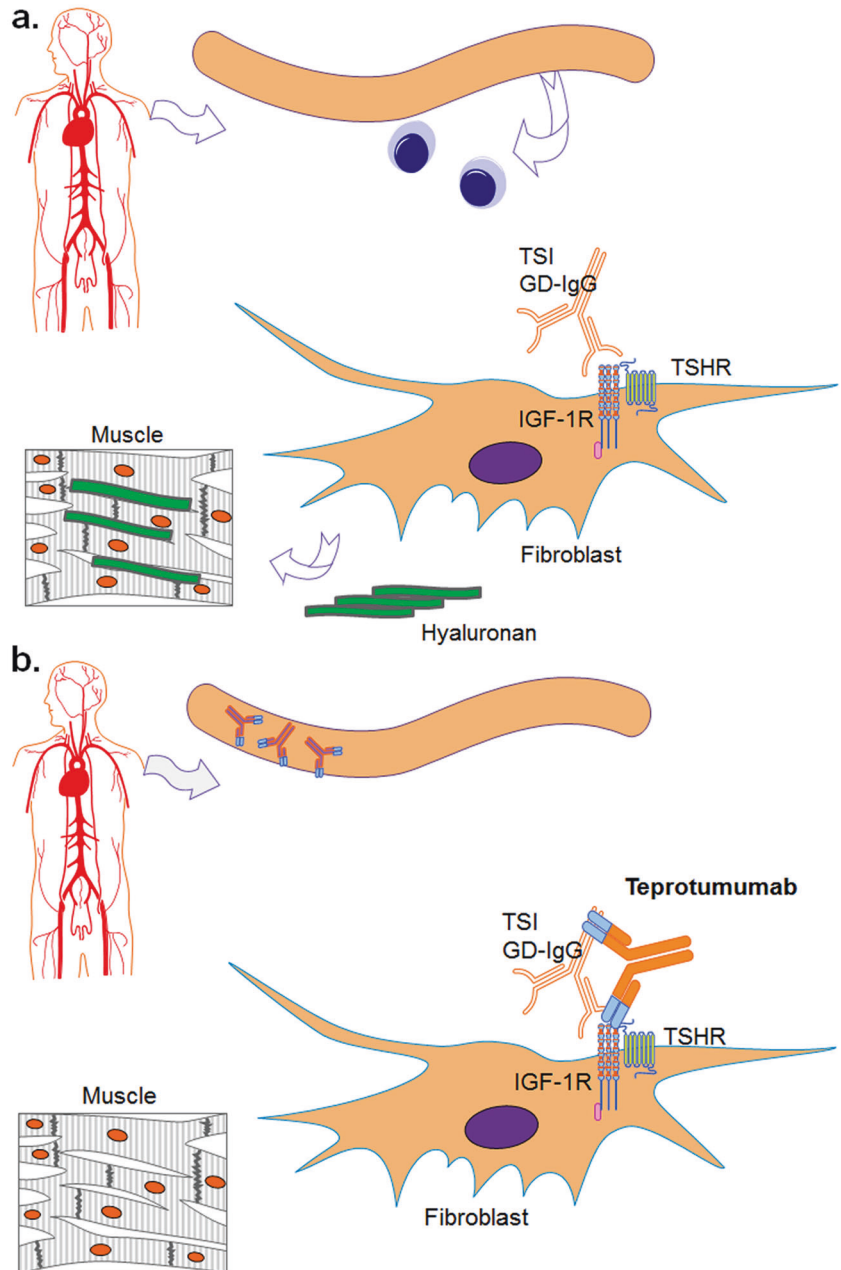 a.
TSI
GD-IgG
TSHR
IGF-1R
Muscle
Fibroblast
Hyaluronan
b.
Teprotumumab
TSI
GD-IgG
TSHR
IGF-1R
Muscle
Fibroblast